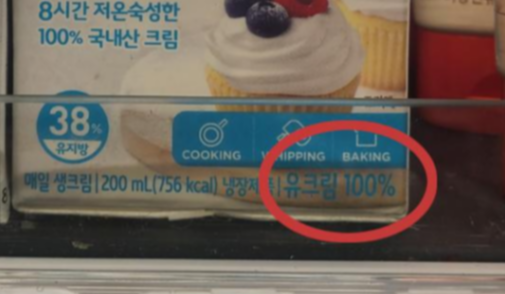 8시간 저온숙성한
100% 국내산 크림
38%
유지방
COOKING
WHIPPING
BAKING
매일 생크림 | 200 mL(756 kcal) 냉장제품 | 유크림 100%